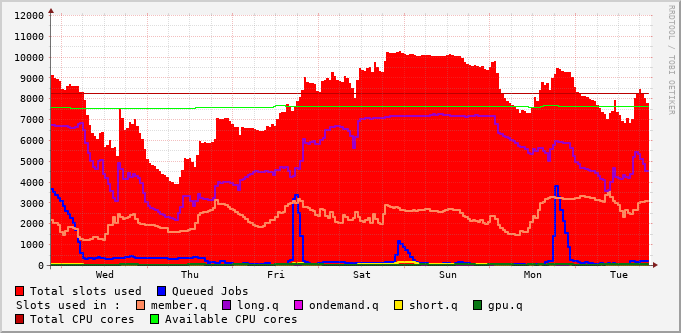 12000
11000
10000
9000
8000
7000
6000
5000
4000
3000
2000
1000
0
Wed Thu Fri Sat Sun Mon Tue
RRDTOOL / TOBI OETIKER
Total slots used Queued Jobs
Slots used in : member.q long.q ondemand.q short.q gpu.q
Total CPU cores Available CPU cores